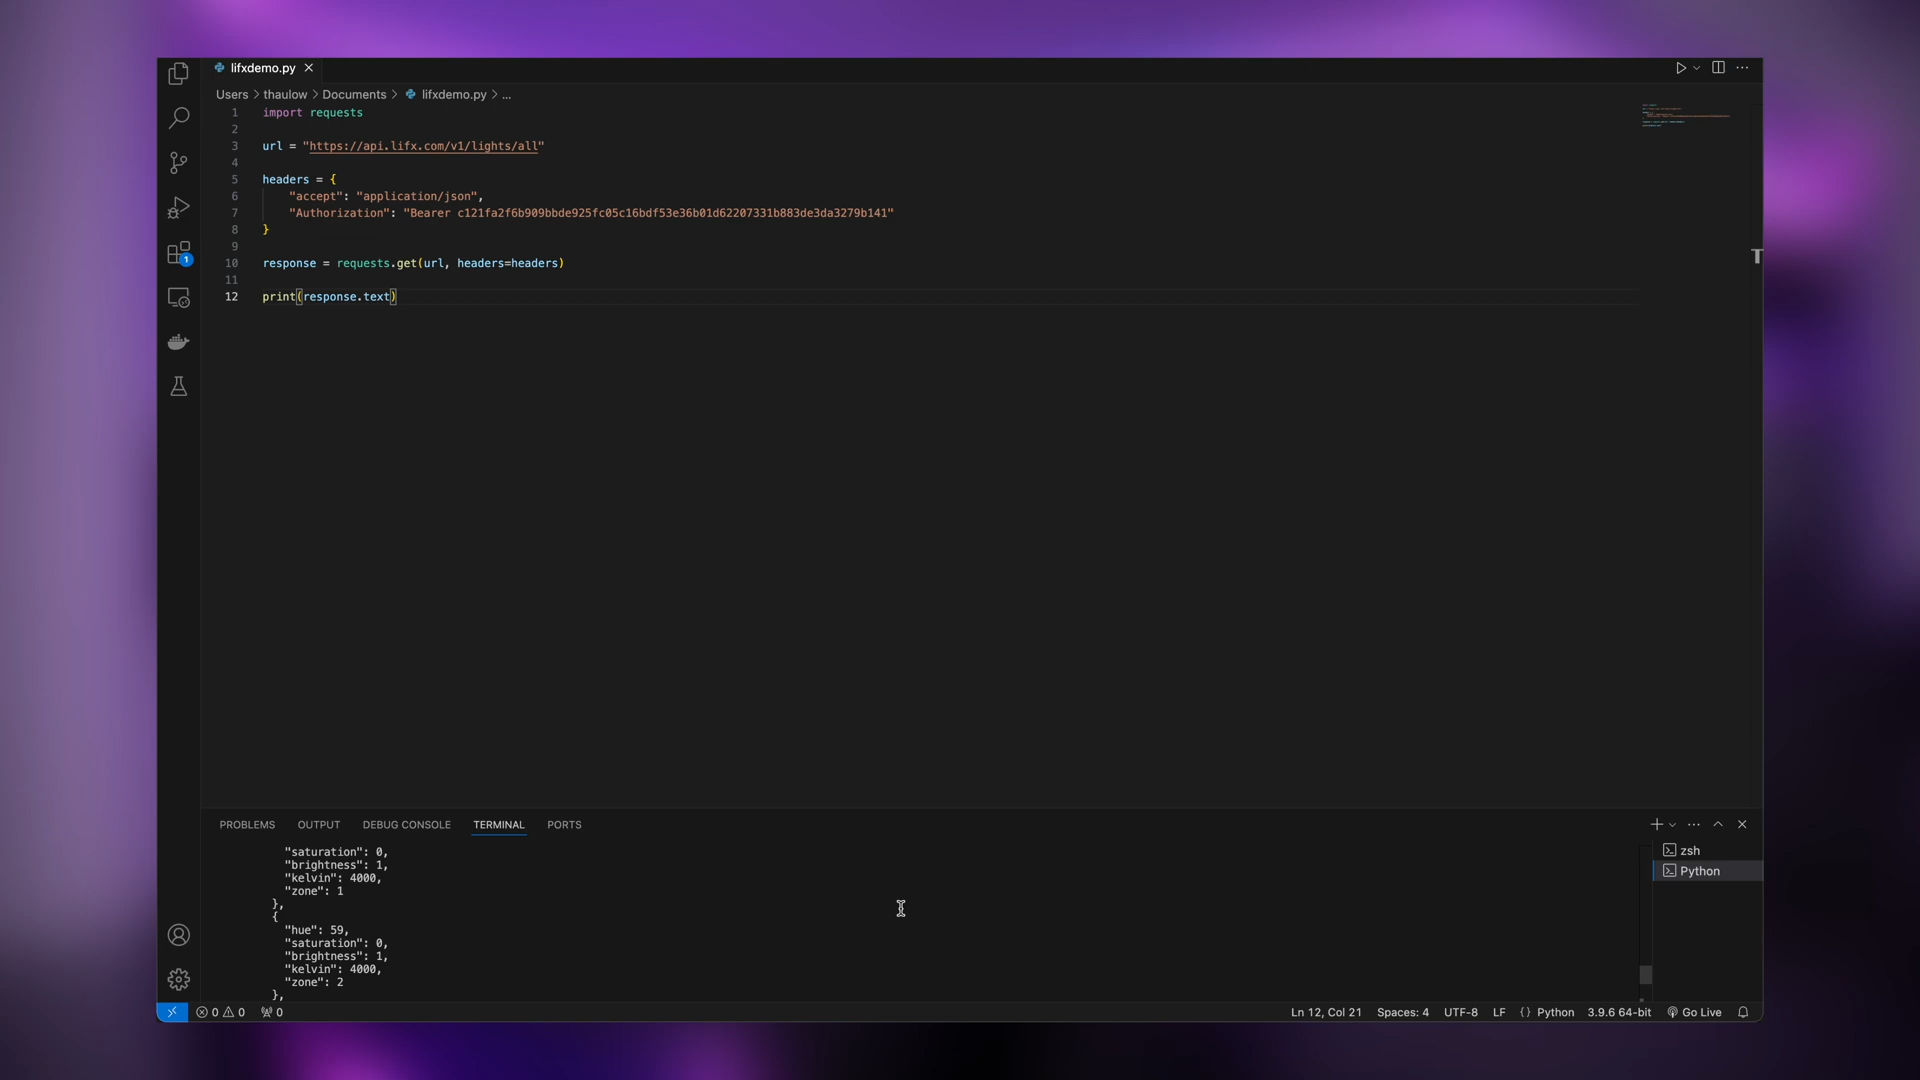 lifxdemo.py
Users > thaulow > Documents > lifxdemo.py > ...
1 import requests
2
3 url = "https://api.lifx.com/v1/lights/all"
4
5 headers = {
6 "accept": "application/json",
7 "Authorization": "Bearer c121fa2f6b909bbde925fc05c16bdf53e36b01d62207331b883de3da3279b141"
8 }
9
10 response = requests.get(url, headers=headers)
11
12 print(response.text)
1
PROBLEMS OUTPUT DEBUG CONSOLE TERMINAL PORTS
"saturation": 0,
"brightness": 1,
"kelvin": 4000,
"zone": 1
},
{
"hue": 59,
"saturation": 0,
"brightness": 1,
"kelvin": 4000,
"zone": 2
},
zsh
Python
0 0 0 Ln 12, Col 21 Spaces: 4 UTF-8 LF {} Python 3.9.6 64-bit Go Live